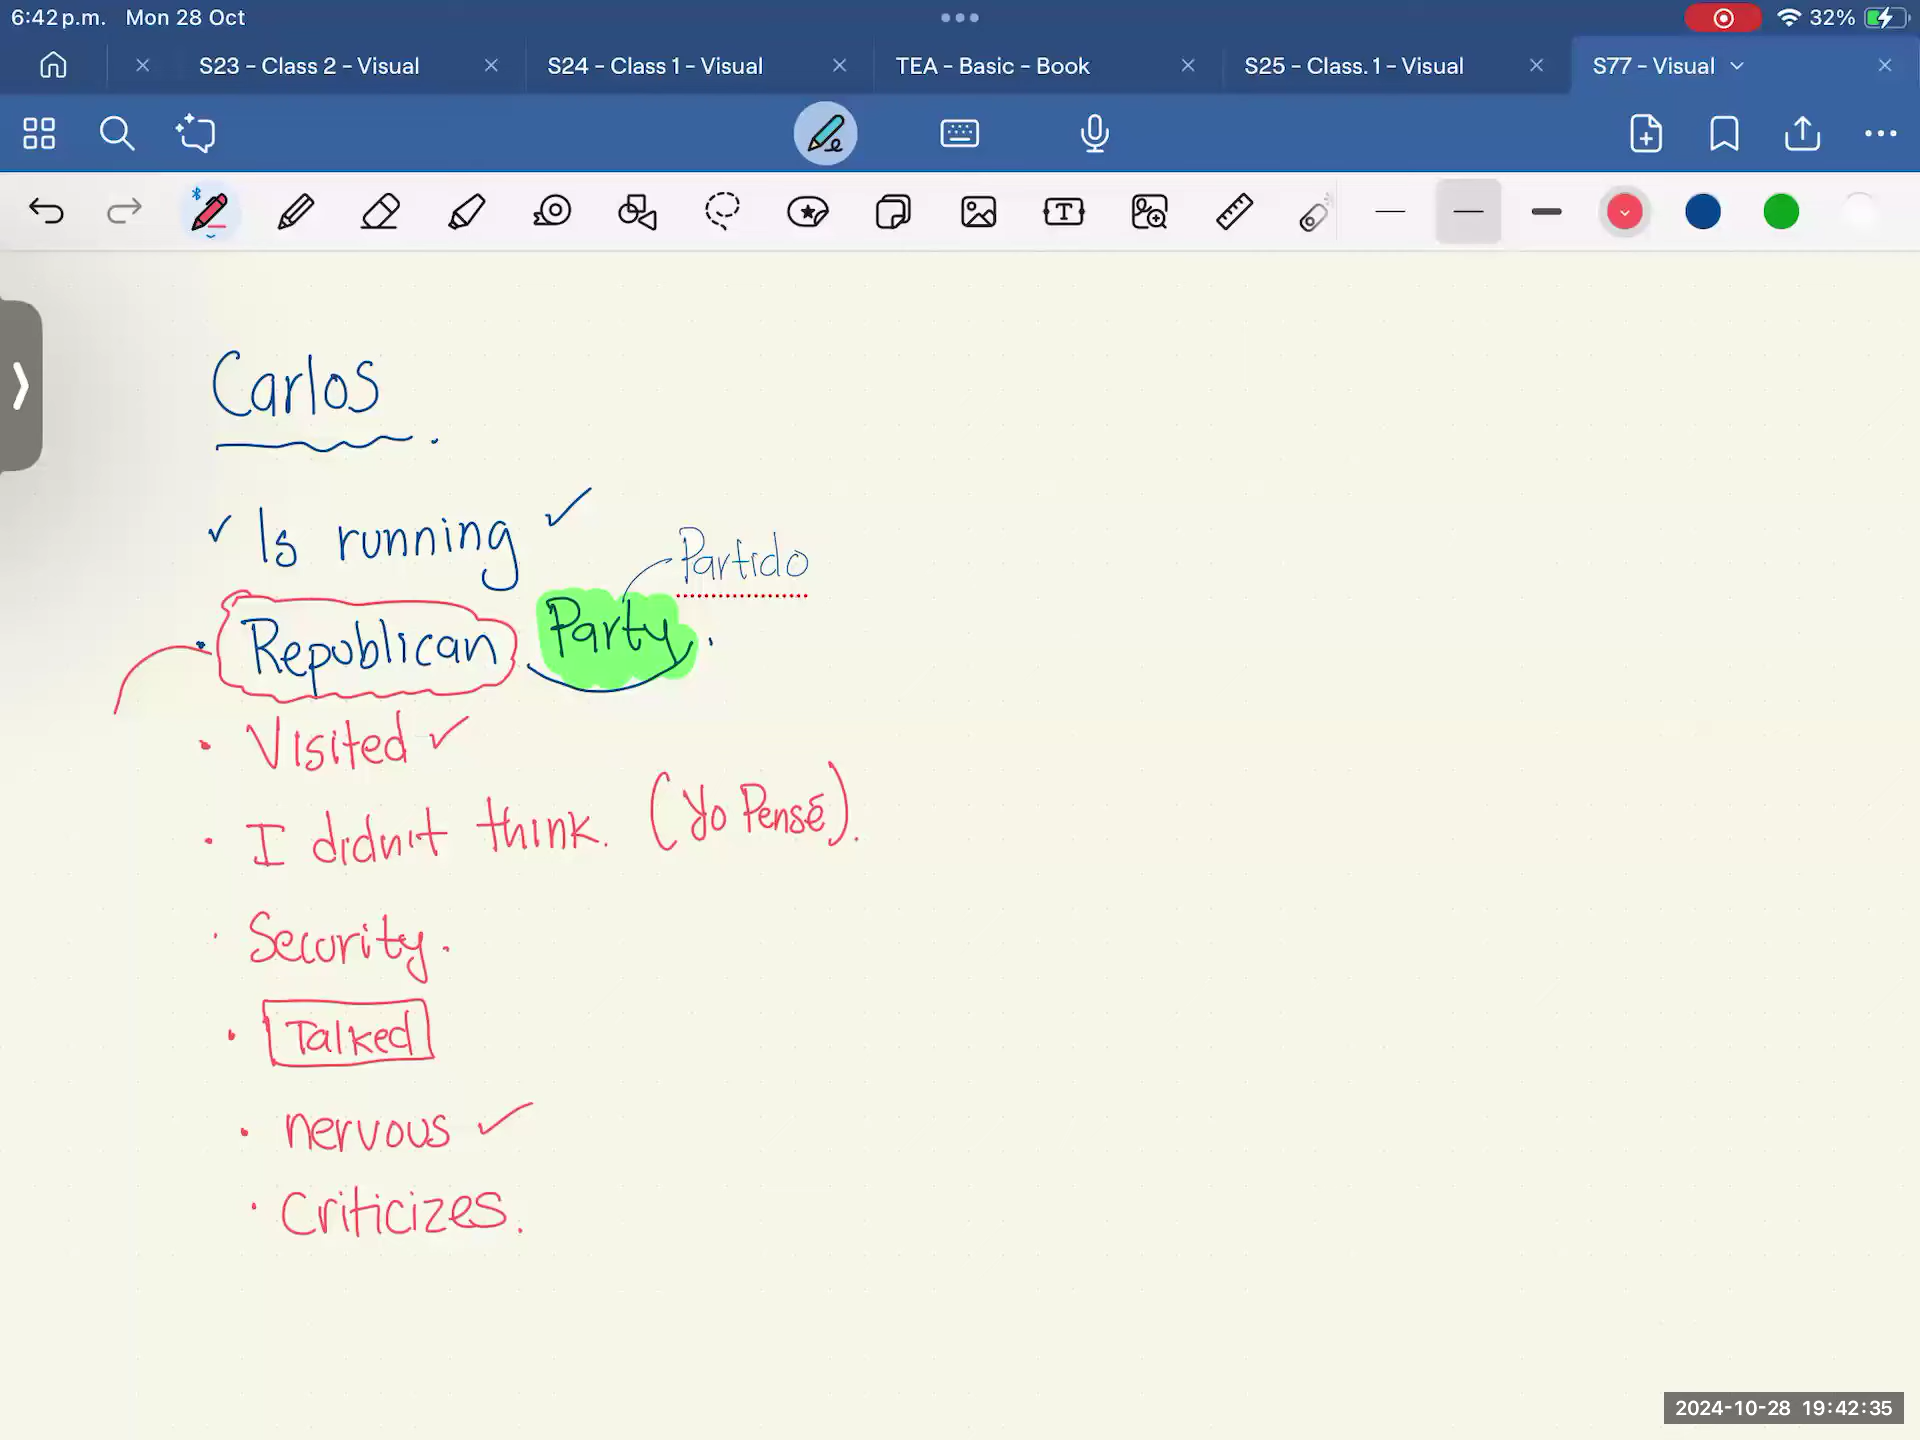 6:42 p.m. Mon 28 Oct
32%
S23 - Class 2 - Visual
S24 - Class 1 - Visual
TEA - Basic - Book
S25 - Class. 1 - Visual
S77 - Visual
Carlos.
Is running
Partido
Republican Party.
Visited
I didn't think. (Yo Pensé).
Security.
Talked
nervous
Criticizes.
2024-10-28 19:42:35